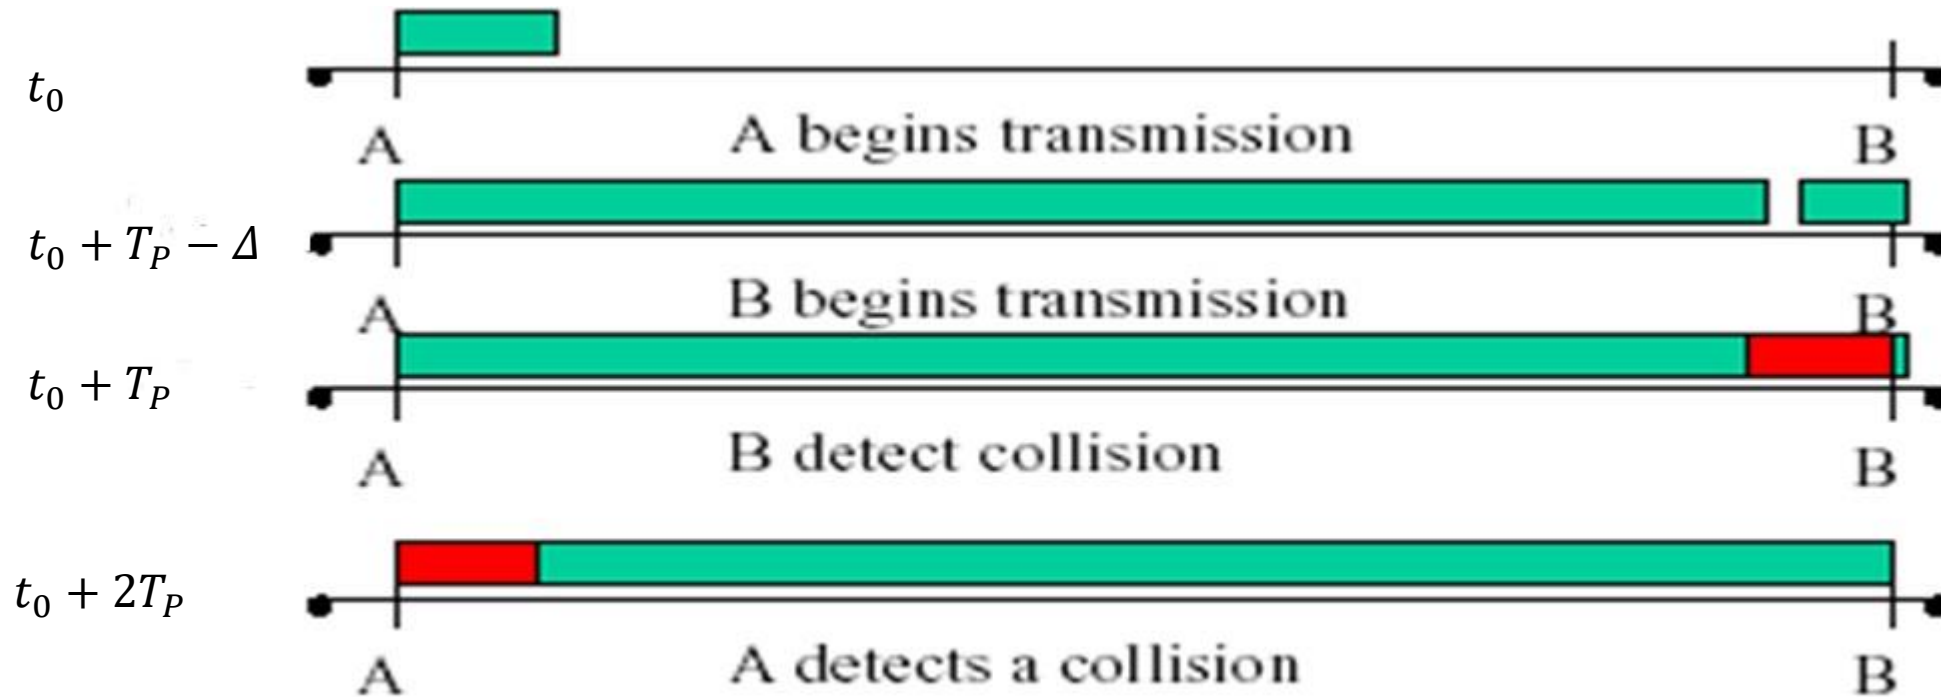 t₀
A begins transmission
A B
t₀ + T_P − Δ
B begins transmission
A B
t₀ + T_P
B detect collision
A B
t₀ + 2T_P
A detects a collision
A B